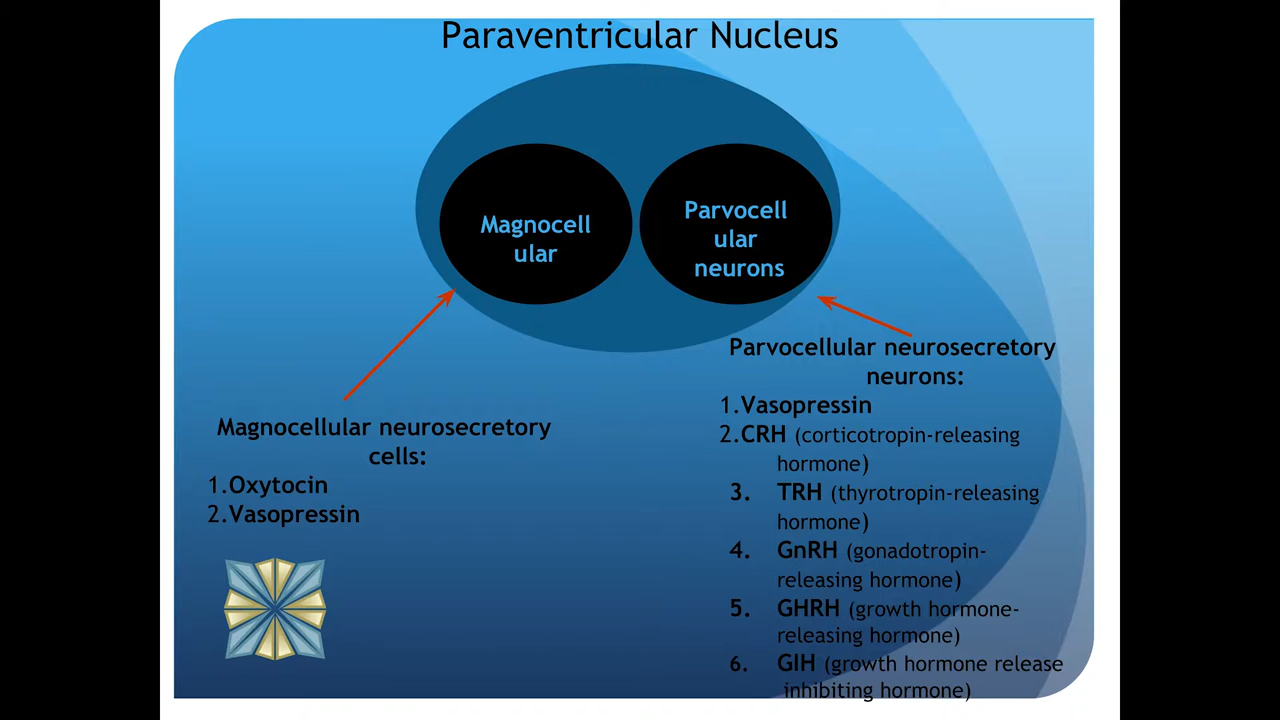 Paraventricular Nucleus
Magnocell
ular
Parvocell
ular
neurons
Magnocellular neurosecretory
cells:
1.Oxytocin
2.Vasopressin
Parvocellular neurosecretory
neurons:
1.Vasopressin
2.CRH (corticotropin-releasing
hormone)
3. TRH (thyrotropin-releasing
hormone)
4. GnRH (gonadotropin-
releasing hormone)
5. GHRH (growth hormone-
releasing hormone)
6. GIH (growth hormone release
inhibiting hormone)